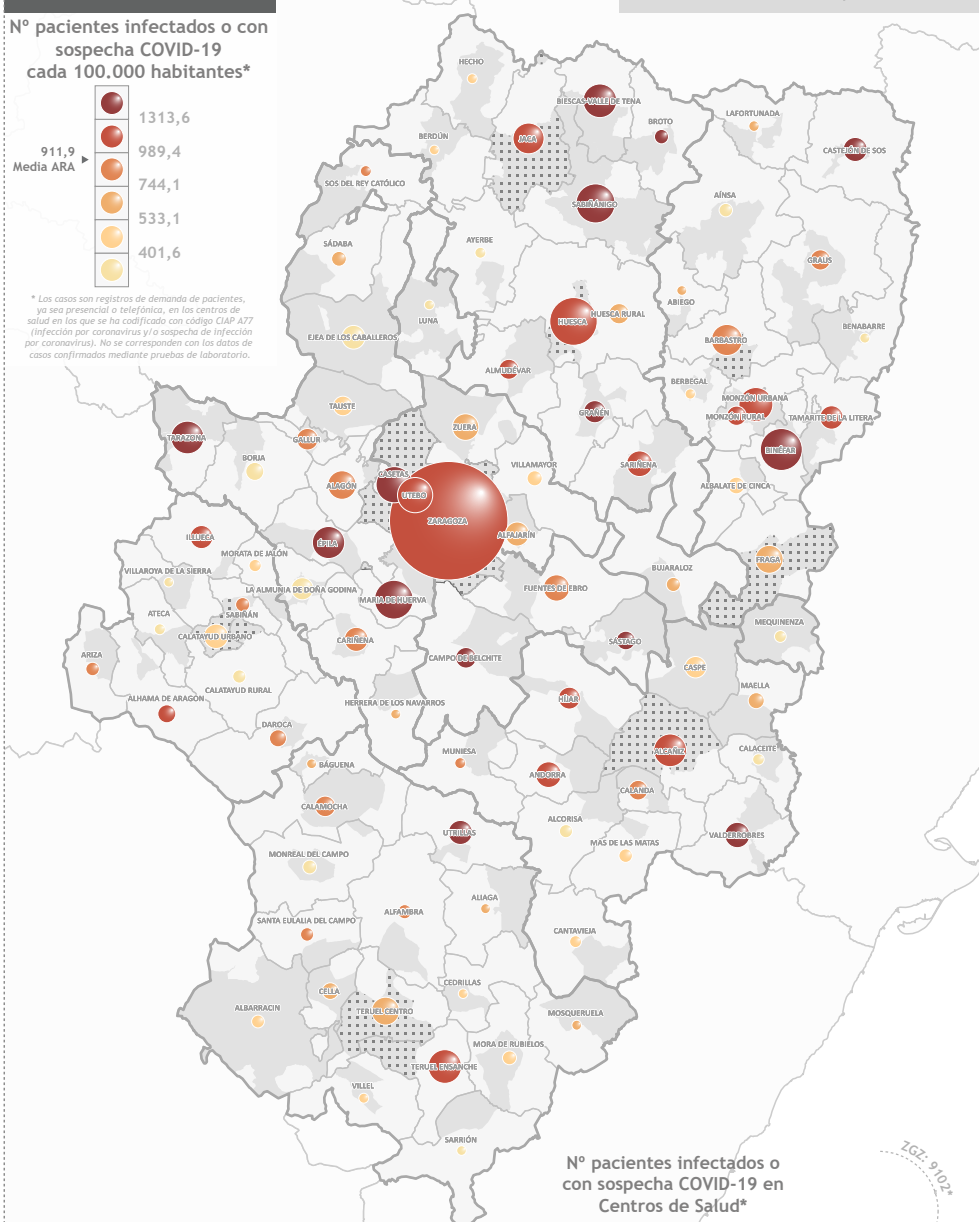 Nº pacientes infectados o con
sospecha COVID-19
cada 100.000 habitantes*
1313,6
989,4
911,9
Media ARA
744,1
533,1
401,6
* Los casos son registros de demanda de pacientes,
ya sea presencial o telefónica, en los centros de
salud en los que se ha codificado con código CIAP A77
(infección por coronavirus y/o sospecha de infección
por coronavirus). No se corresponden con los datos de
casos confirmados mediante pruebas de laboratorio.
HECHO
BIESCAS-VALLE DE TENA
BROTO
LAFORTUNADA
BERDÚN
JACA
CASTEJÓN DE SOS
SOS DEL REY CATÓLICO
SABIÑÁNIGO
AÍNSA
SÁDABA
AYERBE
GRAUS
ABIEGO
LUNA
HUESCA
HUESCA RURAL
EJEA DE LOS CABALLEROS
BENABARRE
BARBASTRO
ALMUDÉVAR
BERBEGAL
MONZÓN URBANA
TAUSTE
GRAÑÉN
MONZÓN RURAL
TAMARITE DE LA LITERA
TARAZONA
GALLUR
ZUERA
BINÉFAR
BORJA
VILLAMAYOR
SARIÑENA
CASETAS
ALAGÓN
UTEBO
ALBALATE DE CINCA
ZARAGOZA
ILLUECA
ÉPILA
ALFAJARÍN
MORATA DE JALÓN
FRAGA
VILLAROYA DE LA SIERRA
BUJARALOZ
LA ALMUNIA DE DOÑA GODINA
FUENTES DE EBRO
MARIA DE HUERVA
ATECA
SABIÑÁN
MEQUINENZA
CALATAYUD URBANO
CARIÑENA
SÁSTAGO
ARIZA
CAMPO DE BELCHITE
CASPE
CALATAYUD RURAL
MAELLA
ALHAMA DE ARAGÓN
HERRERA DE LOS NAVARROS
HÍJAR
DAROCA
CALACEITE
MUNIESA
ALCAÑIZ
BÁGUENA
ANDORRA
CALANDA
CALAMOCHA
ALCORISA
UTRILLAS
VALDERROBRES
MAS DE LAS MATAS
MONREAL DEL CAMPO
ALIAGA
ALFAMBRA
SANTA EULALIA DEL CAMPO
CANTAVIEJA
CEDRILLAS
CELLA
ALBARRACIN
TERUEL CENTRO
MOSQUERUELA
MORA DE RUBIELOS
TERUEL ENSANCHE
VILLEL
SARRIÓN
Nº pacientes infectados o
con sospecha COVID-19 en
Centros de Salud*
ZGZ: 9102*